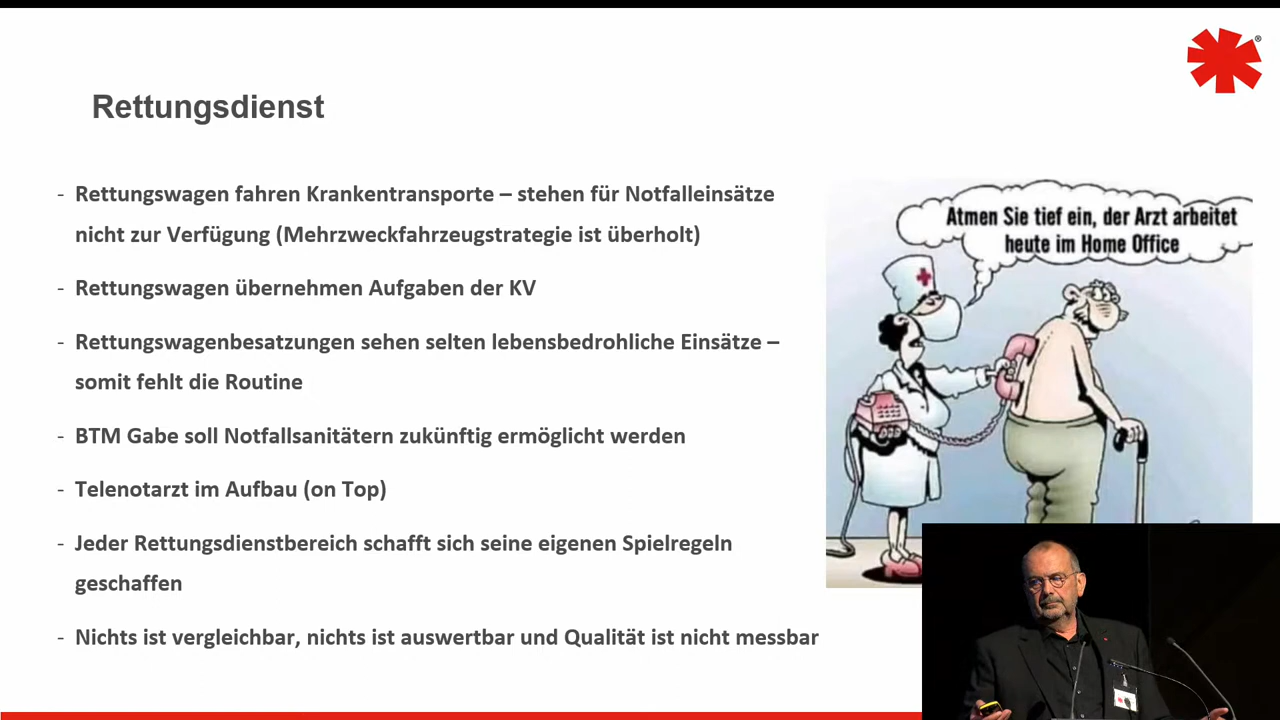 ®
Rettungsdienst
- Rettungswagen fahren Krankentransporte – stehen für Notfalleinsätze
nicht zur Verfügung (Mehrzweckfahrzeugstrategie ist überholt)
- Rettungswagen übernehmen Aufgaben der KV
- Rettungswagenbesatzungen sehen selten lebensbedrohliche Einsätze –
somit fehlt die Routine
- BTM Gabe soll Notfallsanitätern zukünftig ermöglicht werden
- Telenotarzt im Aufbau (on Top)
- Jeder Rettungsdienstbereich schafft sich seine eigenen Spielregeln
geschaffen
- Nichts ist vergleichbar, nichts ist auswertbar und Qualität ist nicht messbar
Atmen Sie tief ein, der Arzt arbeitet
heute im Home Office